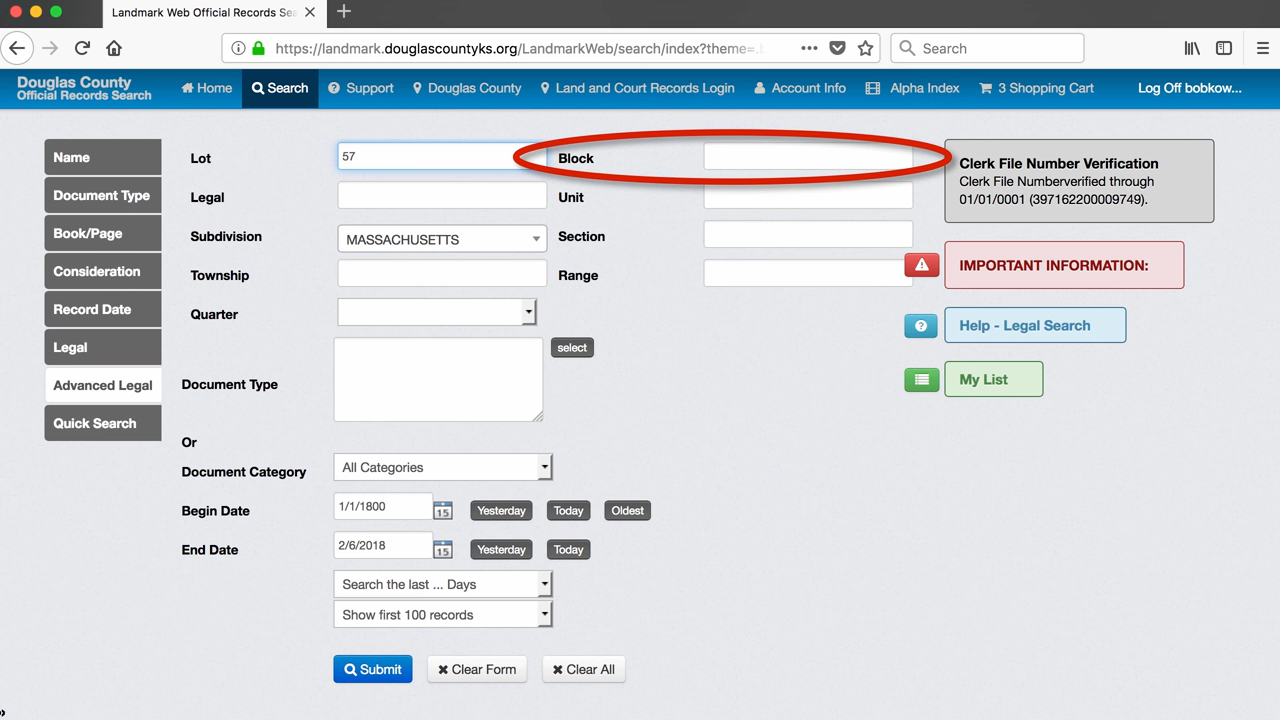 Landmark Web Official Records Sea
https://landmark.douglascountyks.org/LandmarkWeb/search/index?theme=.b
Search
Douglas County
Official Records Search
Home
Search
Support
Douglas County
Land and Court Records Login
Account Info
Alpha Index
3 Shopping Cart
Log Off bobkow...
Name
Document Type
Book/Page
Consideration
Record Date
Legal
Advanced Legal
Quick Search
Lot 57 Block
Legal Unit
Subdivision MASSACHUSETTS Section
Township Range
Quarter
select
Document Type
Or
Document Category All Categories
Begin Date 1/1/1800 15 Yesterday Today Oldest
End Date 2/6/2018 15 Yesterday Today
Search the last ... Days
Show first 100 records
Submit Clear Form Clear All
Clerk File Number Verification
Clerk File Numberverified through
01/01/0001 (397162200009749).
IMPORTANT INFORMATION:
Help - Legal Search
My List
»